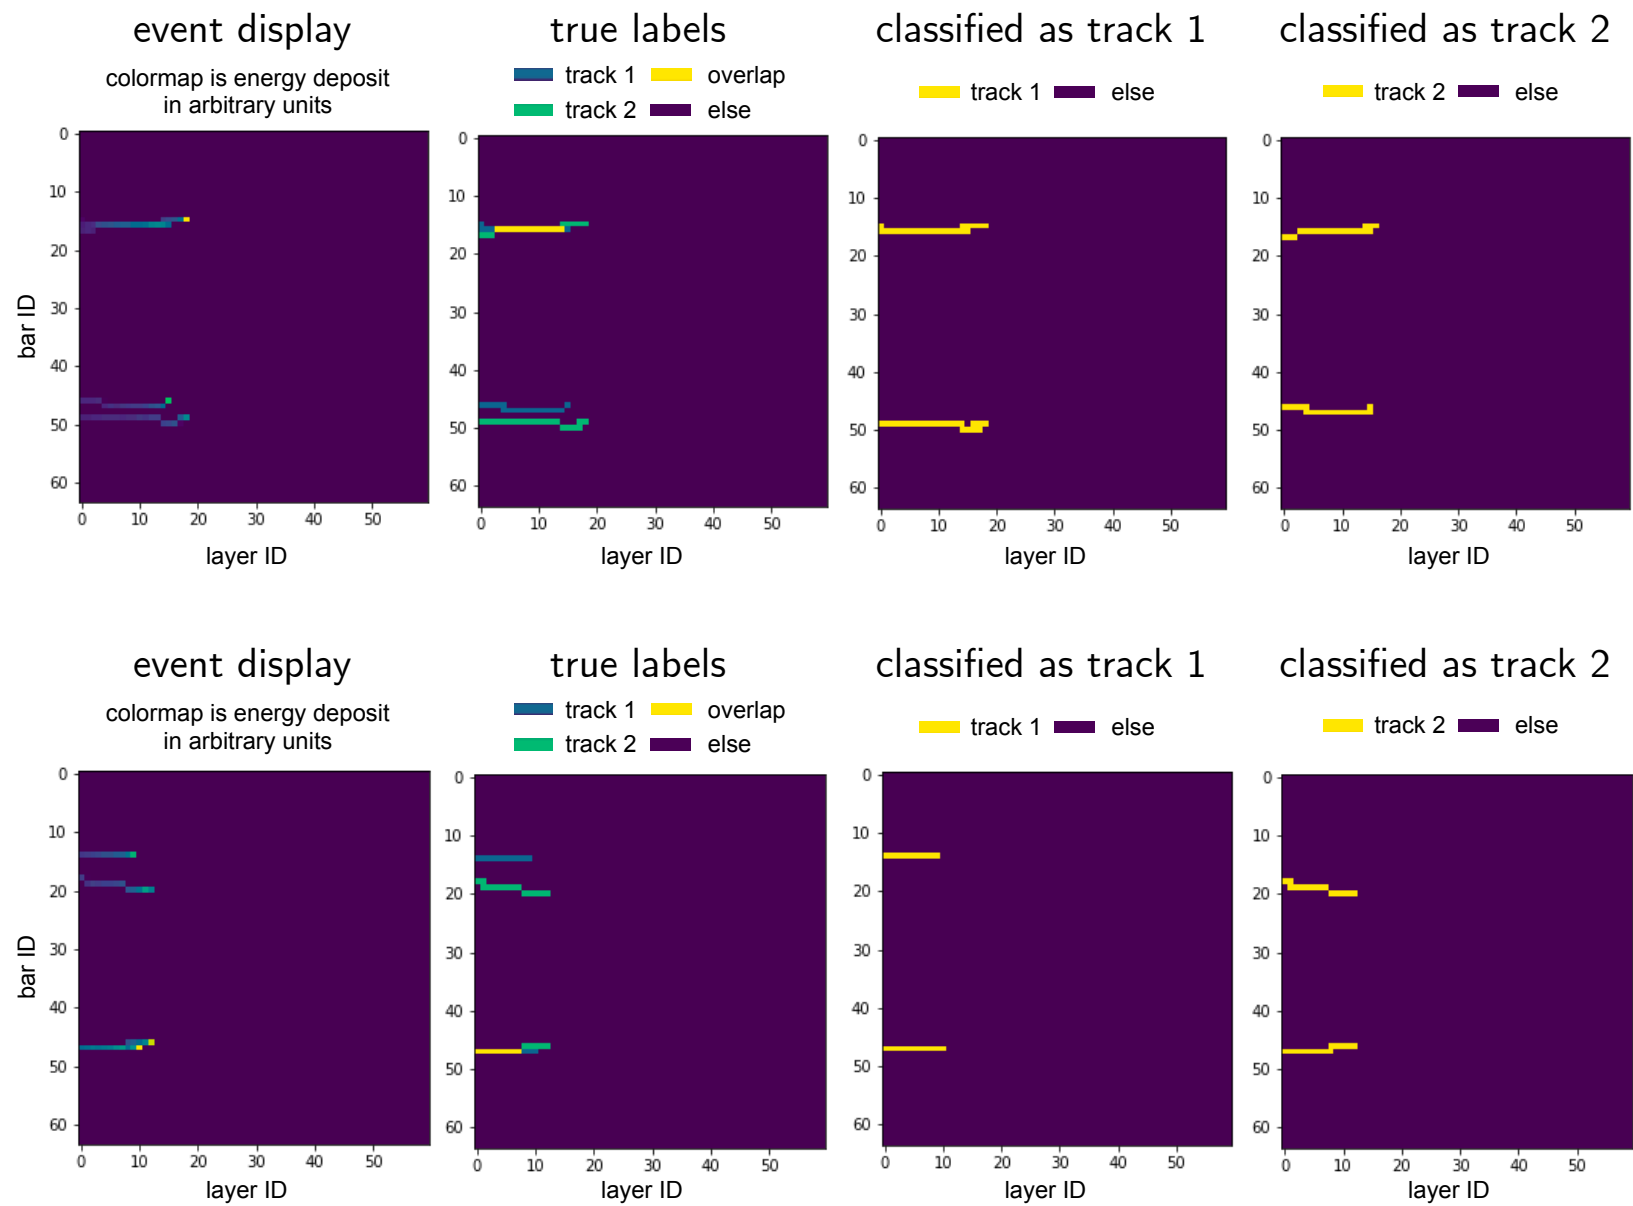 event display
colormap is energy deposit
in arbitrary units
true labels
track 1 overlap
track 2 else
classified as track 1
track 1 else
classified as track 2
track 2 else
bar ID
0
10
20
30
40
50
60
0 10 20 30 40 50
layer ID
0
10
20
30
40
50
60
0 10 20 30 40 50
layer ID
0
10
20
30
40
50
60
0 10 20 30 40 50
layer ID
0
10
20
30
40
50
60
0 10 20 30 40 50
layer ID
event display
colormap is energy deposit
in arbitrary units
true labels
track 1 overlap
track 2 else
classified as track 1
track 1 else
classified as track 2
track 2 else
bar ID
0
10
20
30
40
50
60
0 10 20 30 40 50
layer ID
0
10
20
30
40
50
60
0 10 20 30 40 50
layer ID
0
10
20
30
40
50
60
0 10 20 30 40 50
layer ID
0
10
20
30
40
50
60
0 10 20 30 40 50
layer ID